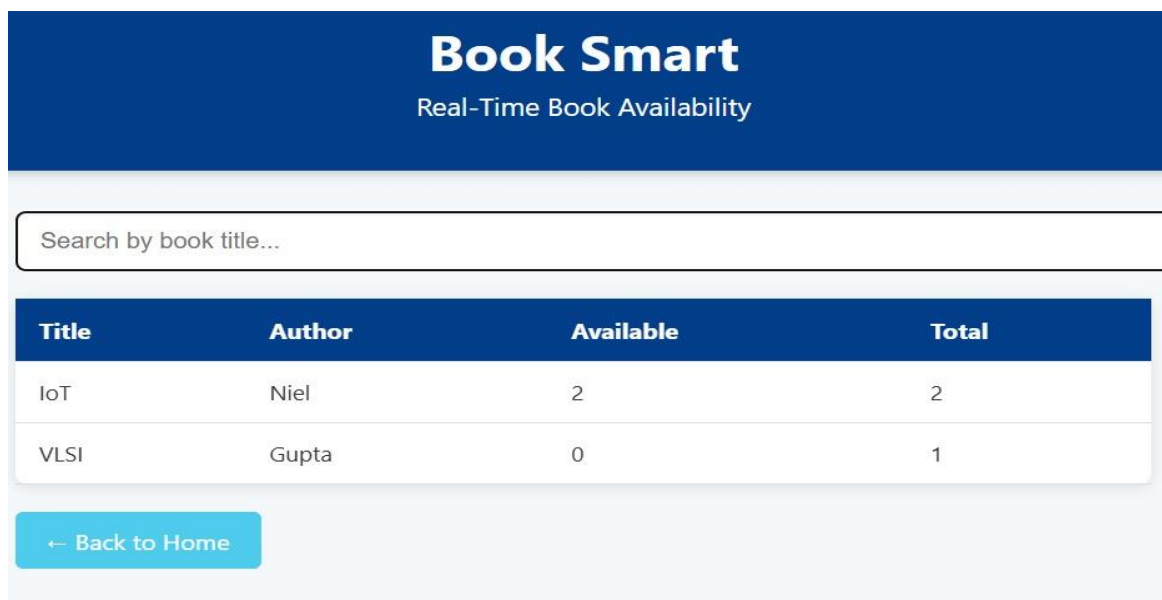 Book Smart
Real-Time Book Availability
Search by book title...
Title Author Available Total
IoT Niel 2 2
VLSI Gupta 0 1
← Back to Home